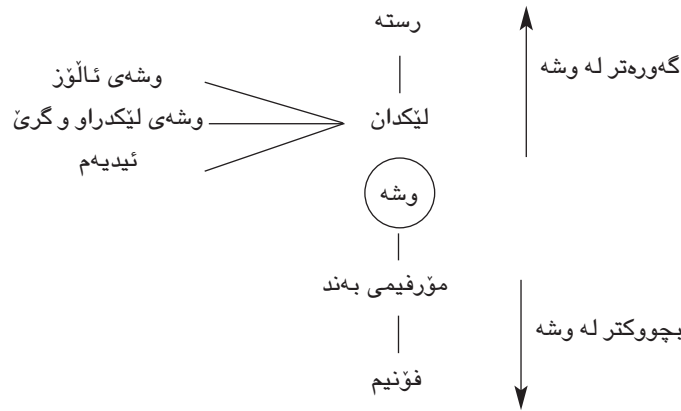 رستە
گەورەتر لە وشە
وشەی ئاڵۆز
لێکدان
وشەی لێکدراو و گرێ
ئیدیەم
وشە
مۆرفیمی بەند
بچووکتر لە وشە
فۆنیم